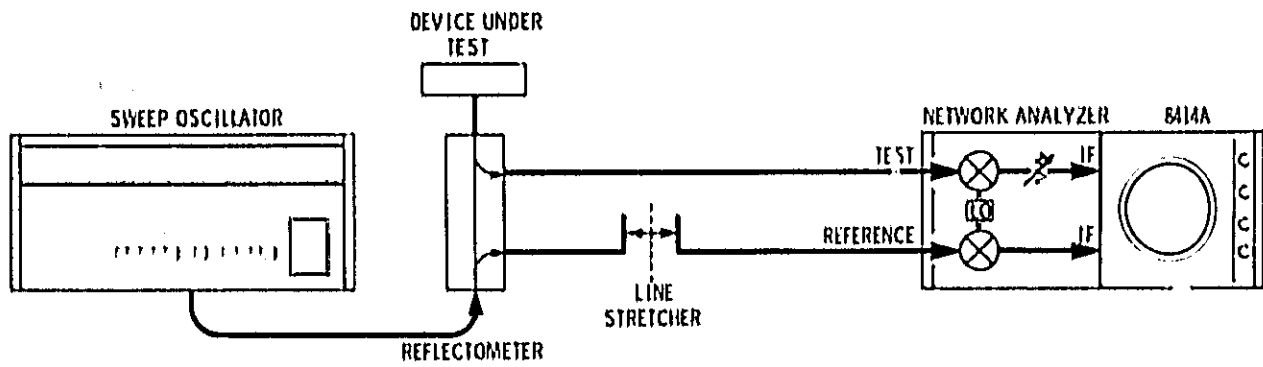 DEVICE UNDER
TEST
SWEEP OSCILLATOR
NETWORK ANALYZER
8414A
TEST
IF
REFERENCE
IF
LINE
STRETCHER
REFLECTOMETER
C
C
C
C